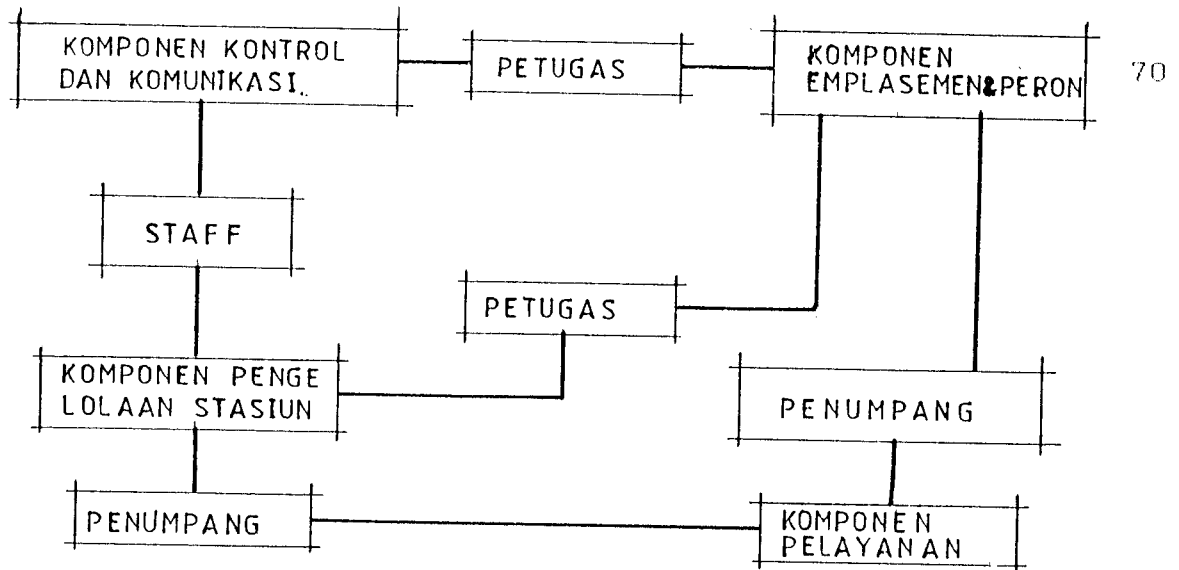 KOMPONEN KONTROL
DAN KOMUNIKASI.
PETUGAS
KOMPONEN
EMPLASEMEN&PERON
70
STAFF
PETUGAS
KOMPONEN PENGE
LOLAAN STASIUN
PENUMPANG
PENUMPANG
KOMPONEN
PELAYANAN